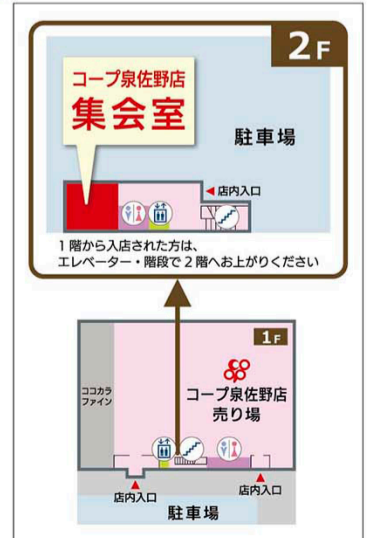 2F
コープ泉佐野店
集会室
駐車場
店内入口
1階から入店された方は、
エレベーター・階段で2階へお上がりください
1F
ココカラ
ファイン
コープ泉佐野店
売り場
店内入口
店内入口
駐車場